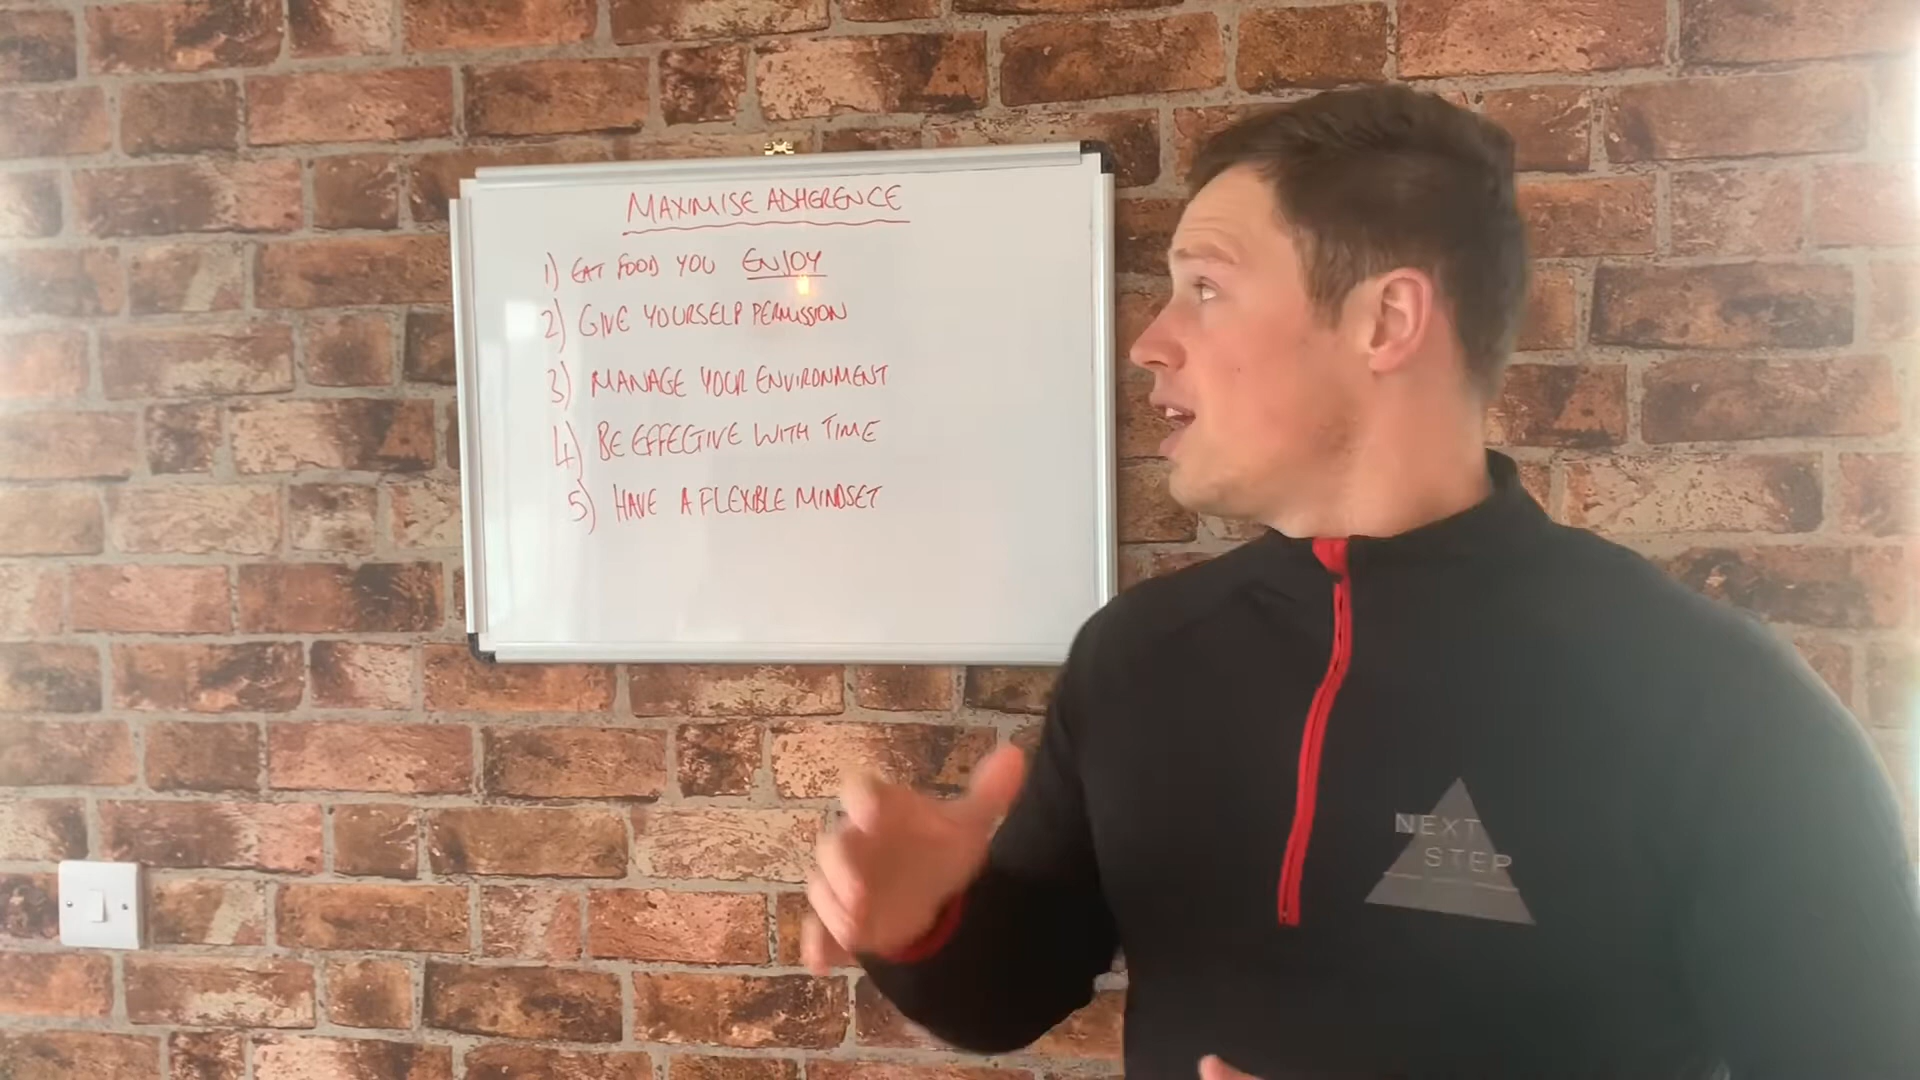 MAXIMISE ADHERENCE
1) EAT FOOD YOU ENJOY
2) GIVE YOURSELF PERMISSION
3) MANAGE YOUR ENVIRONMENT
4) BE EFFECTIVE WITH TIME
5) HAVE A FLEXIBLE MINDSET
NEXT
STEP